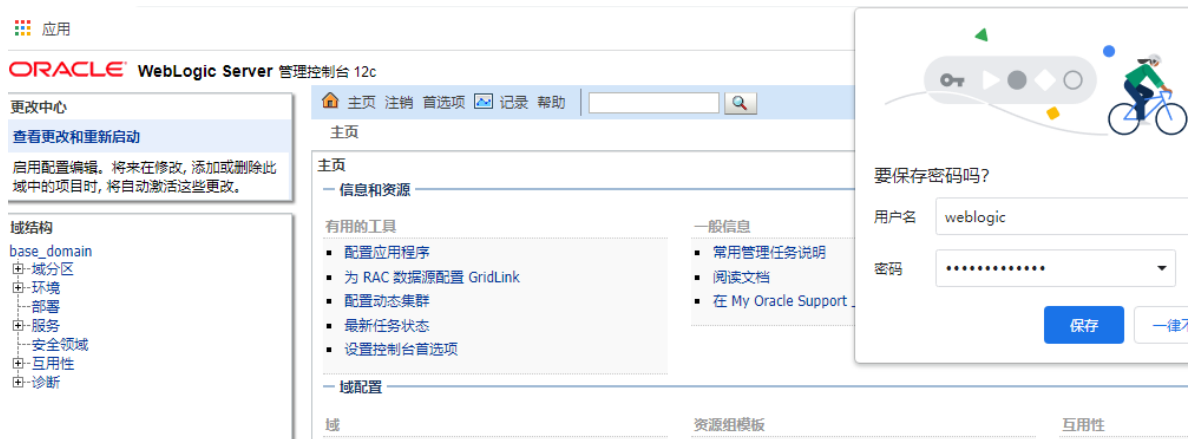 应用
ORACLE WebLogic Server 管理控制台 12c
更改中心
查看更改和重新启动
启用配置编辑。将来在修改, 添加或删除此
域中的项目时, 将自动激活这些更改。
域结构
base_domain
域分区
环境
部署
服务
安全领域
互用性
诊断
主页 注销 首选项 记录 帮助
主页
主页
信息和资源
有用的工具
配置应用程序
为 RAC 数据源配置 GridLink
配置动态集群
最新任务状态
设置控制台首选项
一般信息
常用管理任务说明
阅读文档
在 My Oracle Support
域配置
域
资源组模板
互用性
要保存密码吗?
用户名 weblogic
密码 •••••••••••••
保存 一律